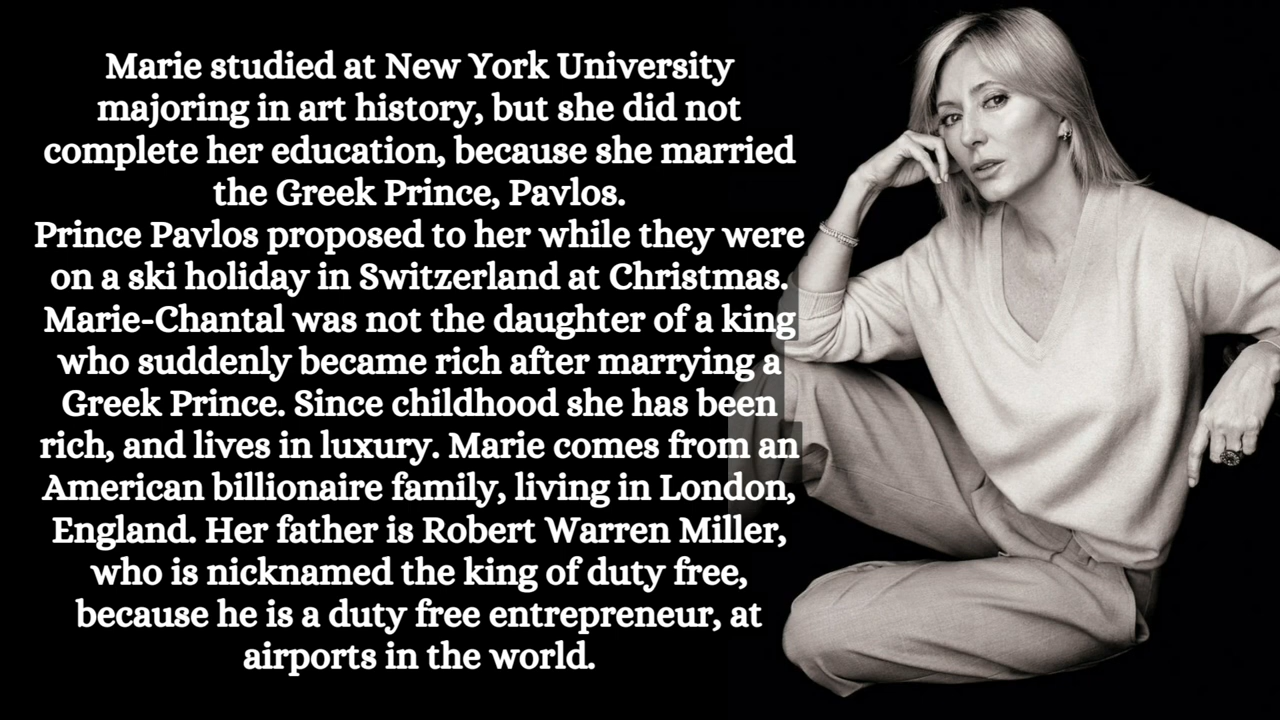 Marie studied at New York University
majoring in art history, but she did not
complete her education, because she married
the Greek Prince, Pavlos.
Prince Pavlos proposed to her while they were
on a ski holiday in Switzerland at Christmas.
Marie-Chantal was not the daughter of a king
who suddenly became rich after marrying a
Greek Prince. Since childhood she has been
rich, and lives in luxury. Marie comes from an
American billionaire family, living in London,
England. Her father is Robert Warren Miller,
who is nicknamed the king of duty free,
because he is a duty free entrepreneur, at
airports in the world.